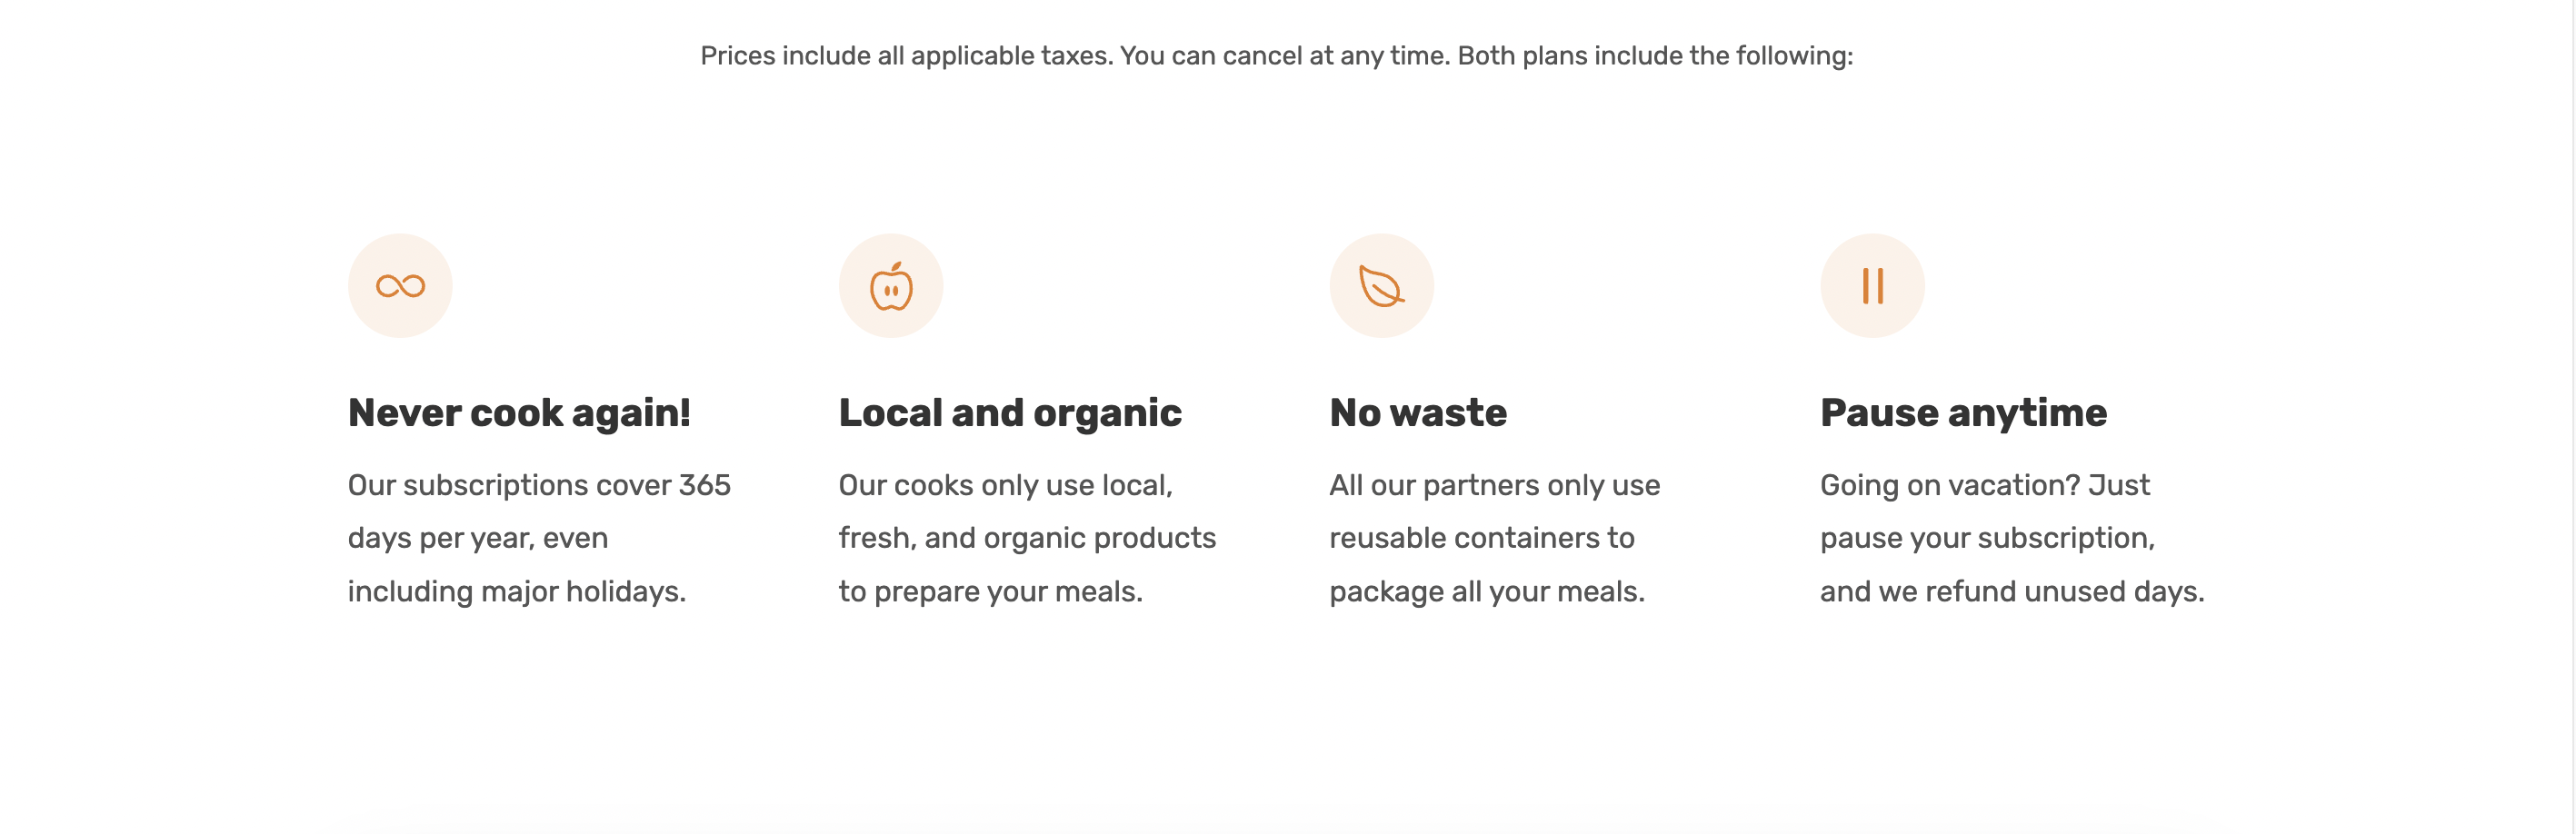 Prices include all applicable taxes. You can cancel at any time. Both plans include the following:
Never cook again!
Our subscriptions cover 365
days per year, even
including major holidays.
Local and organic
Our cooks only use local,
fresh, and organic products
to prepare your meals.
No waste
All our partners only use
reusable containers to
package all your meals.
Pause anytime
Going on vacation? Just
pause your subscription,
and we refund unused days.